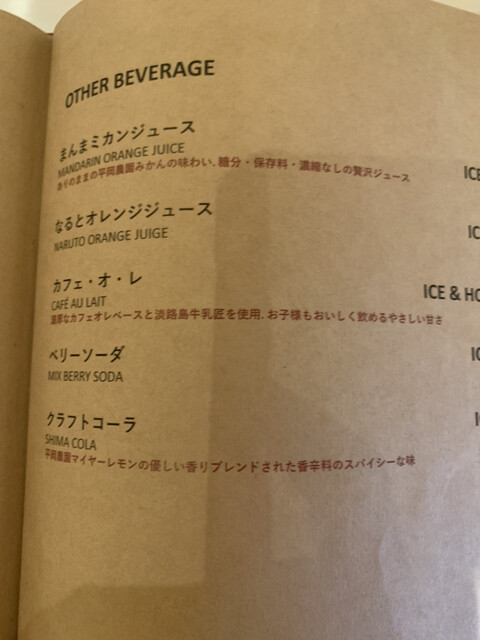 OTHER BEVERAGE
まんまミカンジュース
MANDARIN ORANGE JUICE
ありのままの平岡農園みかんの味わい、糖分・保存料・濃縮なしの贅沢ジュース
ICE
なるとオレンジジュース
NARUTO ORANGE JUIGE
IC
カフェ・オ・レ
CAFÉ AU LAIT
ICE & HO
濃厚なカフェオレベースと淡路島牛乳匠を使用、お子様もおいしく飲めるやさしい甘さ
ベリーソーダ
MIX BERRY SODA
IC
クラフトコーラ
SHIMA COLA
平岡農園マイヤーレモンの優しい香りブレンドされた香辛料のスパイシーな味